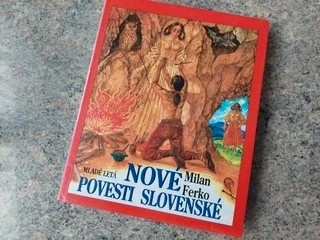 MLADÉ LETÁ
NOVÉ Milan
Ferko
POVESTI SLOVENSKÉ